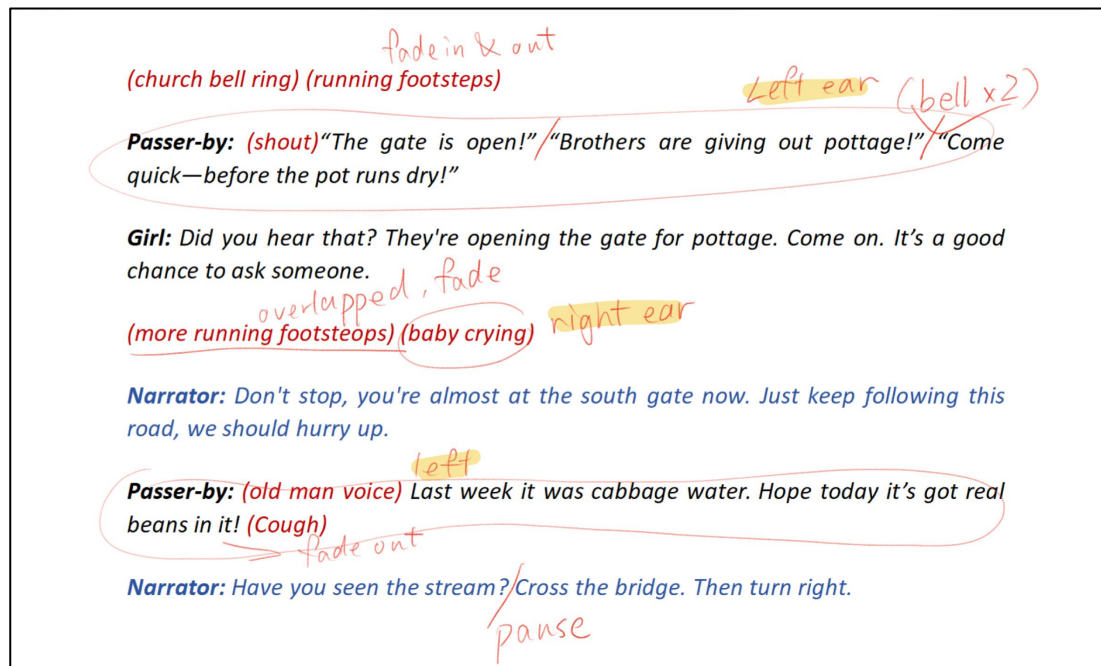 fade in & out
(church bell ring) (running footsteps)
Left ear (bell x2)
Passer-by: (shout)“The gate is open!” / “Brothers are giving out pottage!” / “Come
quick—before the pot runs dry!”
Girl: Did you hear that? They're opening the gate for pottage. Come on. It’s a good
chance to ask someone.
overlapped, fade
(more running footsteops) (baby crying) right ear
Narrator: Don't stop, you're almost at the south gate now. Just keep following this
road, we should hurry up.
left
Passer-by: (old man voice) Last week it was cabbage water. Hope today it’s got real
beans in it! (Cough)
fade out
Narrator: Have you seen the stream? / Cross the bridge. Then turn right.
pause